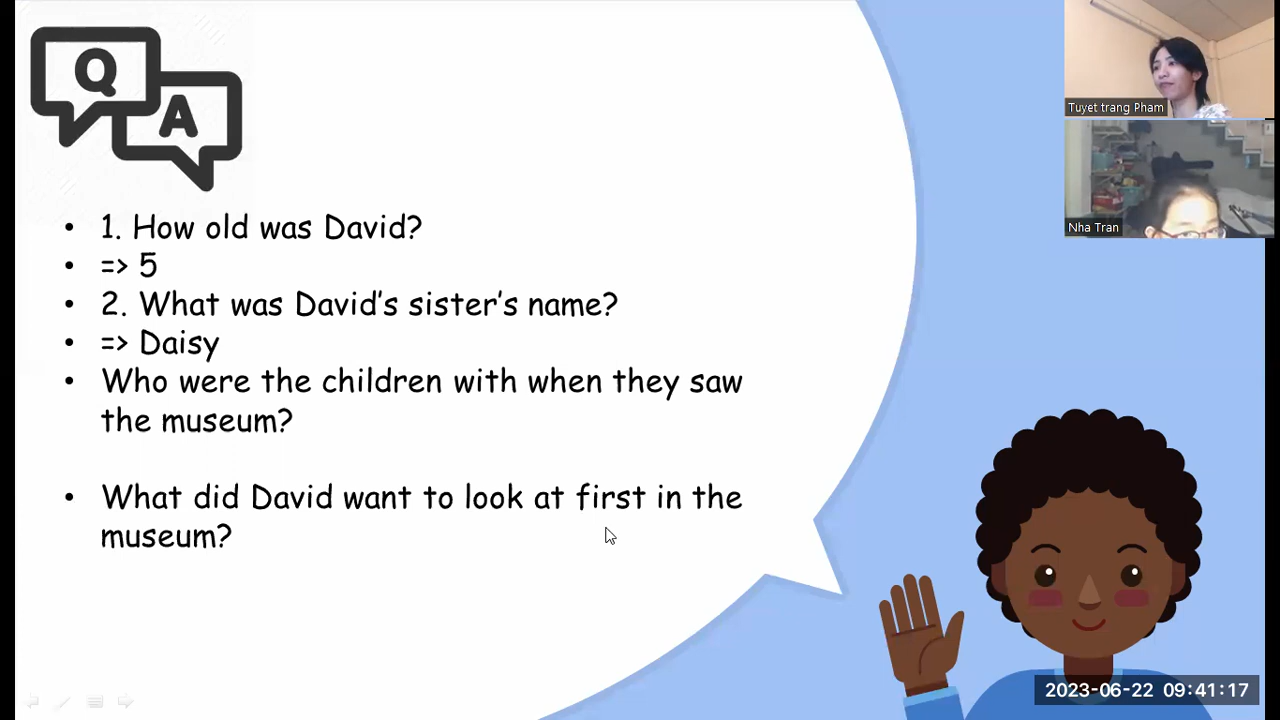 Q
A
1. How old was David?
=> 5
2. What was David's sister's name?
=> Daisy
Who were the children with when they saw
the museum?
What did David want to look at first in the
museum?
Tuyet trang Pham
Nha Tran
2023-06-22 09:41:17